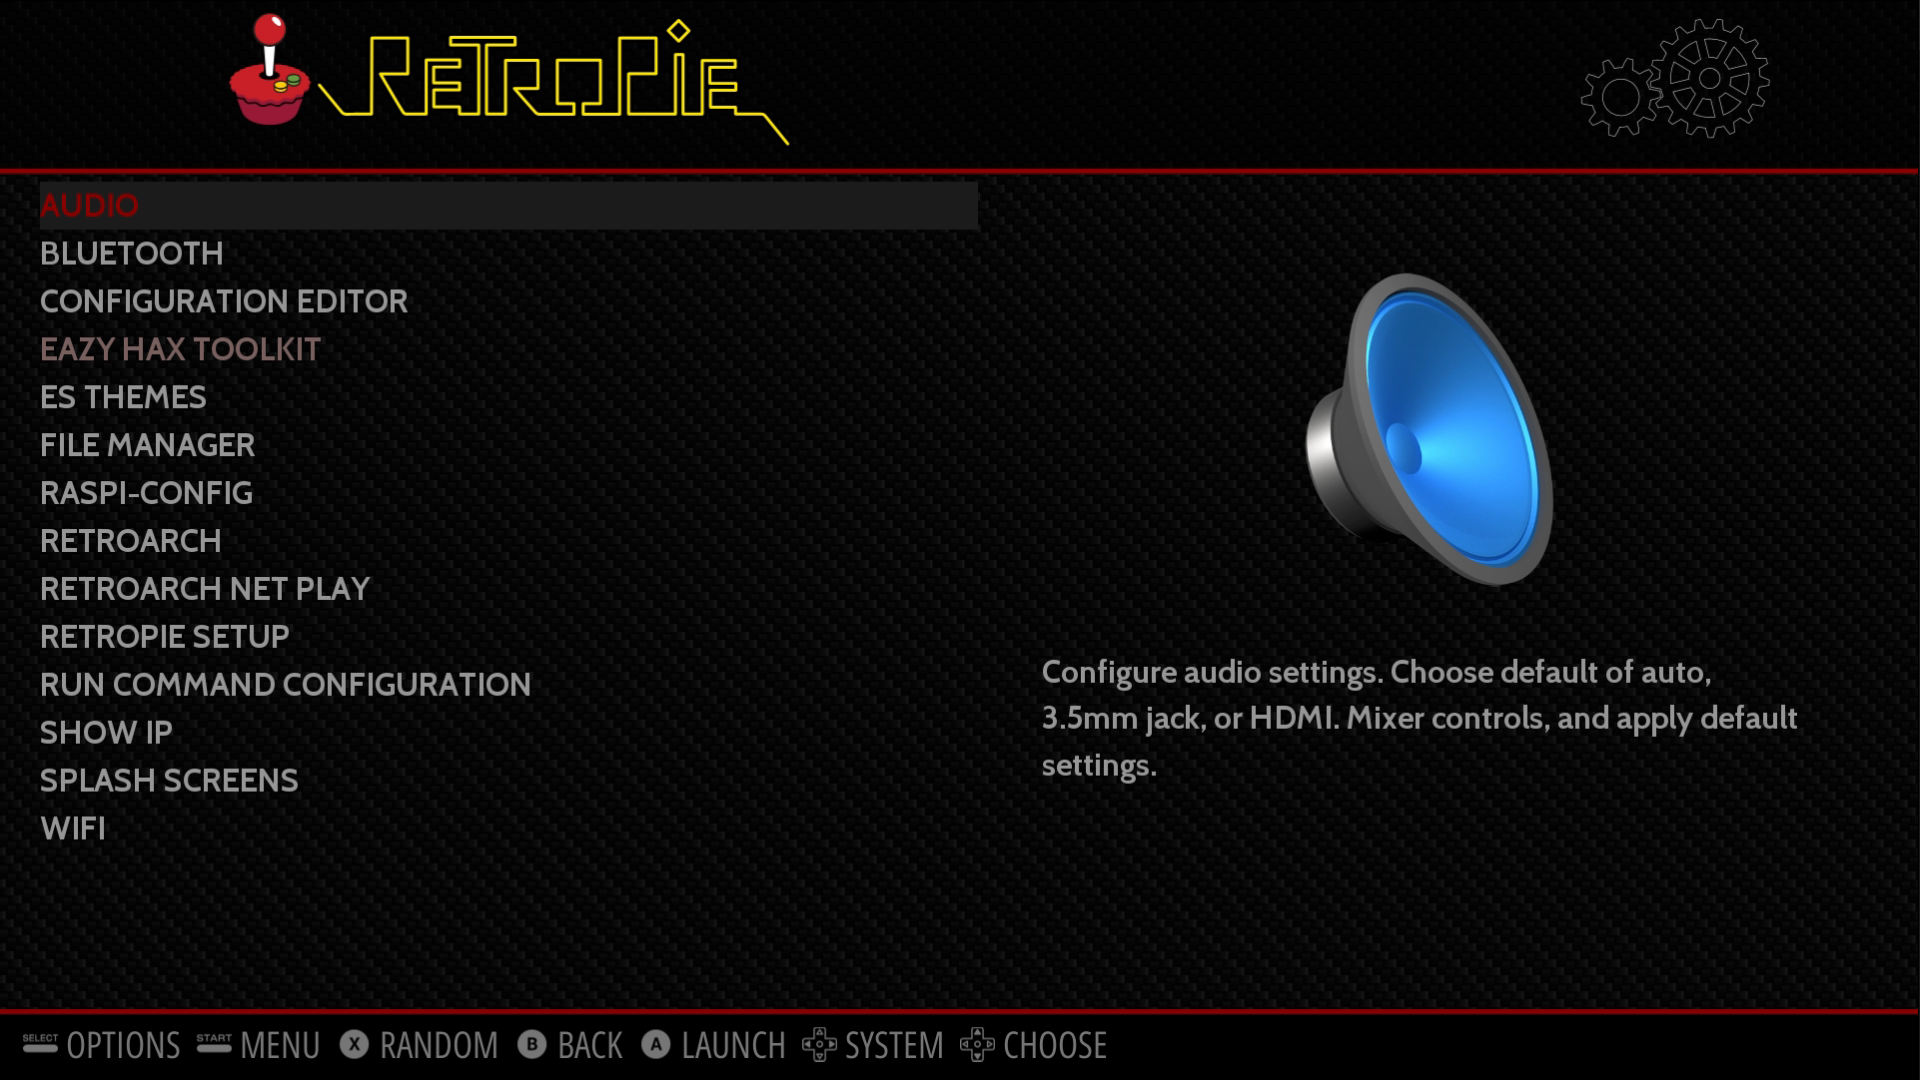 RETROPIE
AUDIO
BLUETOOTH
CONFIGURATION EDITOR
EAZY HAX TOOLKIT
ES THEMES
FILE MANAGER
RASPI-CONFIG
RETROARCH
RETROARCH NET PLAY
RETROPIE SETUP
RUN COMMAND CONFIGURATION
SHOW IP
SPLASH SCREENS
WIFI
Configure audio settings. Choose default of auto,
3.5mm jack, or HDMI. Mixer controls, and apply default
settings.
SELECT OPTIONS START MENU X RANDOM B BACK A LAUNCH SYSTEM CHOOSE